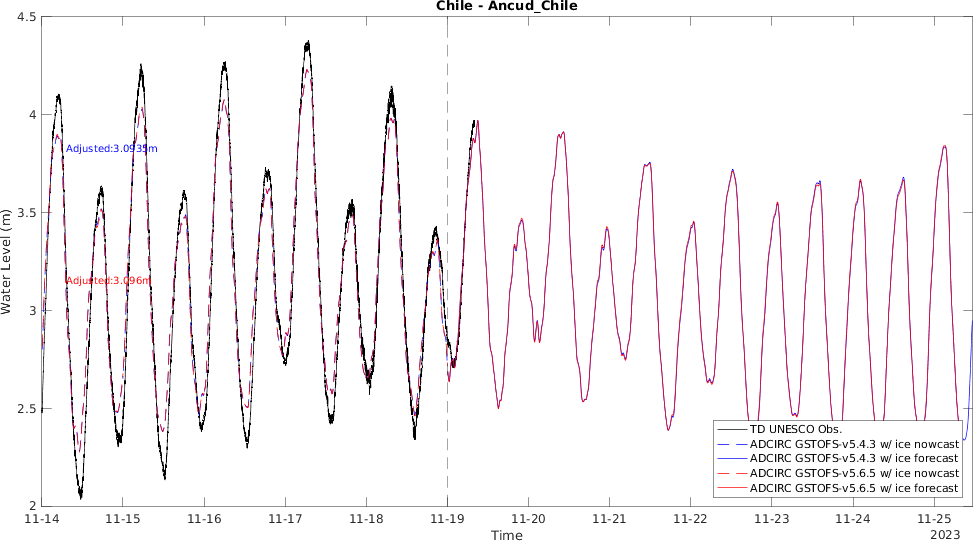 Chile - Ancud_Chile
4.5
4
3.5
3
2.5
2
Water Level (m)
Adjusted:3.0935m
Adjusted:3.096m
TD UNESCO Obs.
ADCIRC GSTOFS-v5.4.3 w/ ice nowcast
ADCIRC GSTOFS-v5.4.3 w/ ice forecast
ADCIRC GSTOFS-v5.6.5 w/ ice nowcast
ADCIRC GSTOFS-v5.6.5 w/ ice forecast
11-14 11-15 11-16 11-17 11-18 11-19 11-20 11-21 11-22 11-23 11-24 11-25
2023
Time